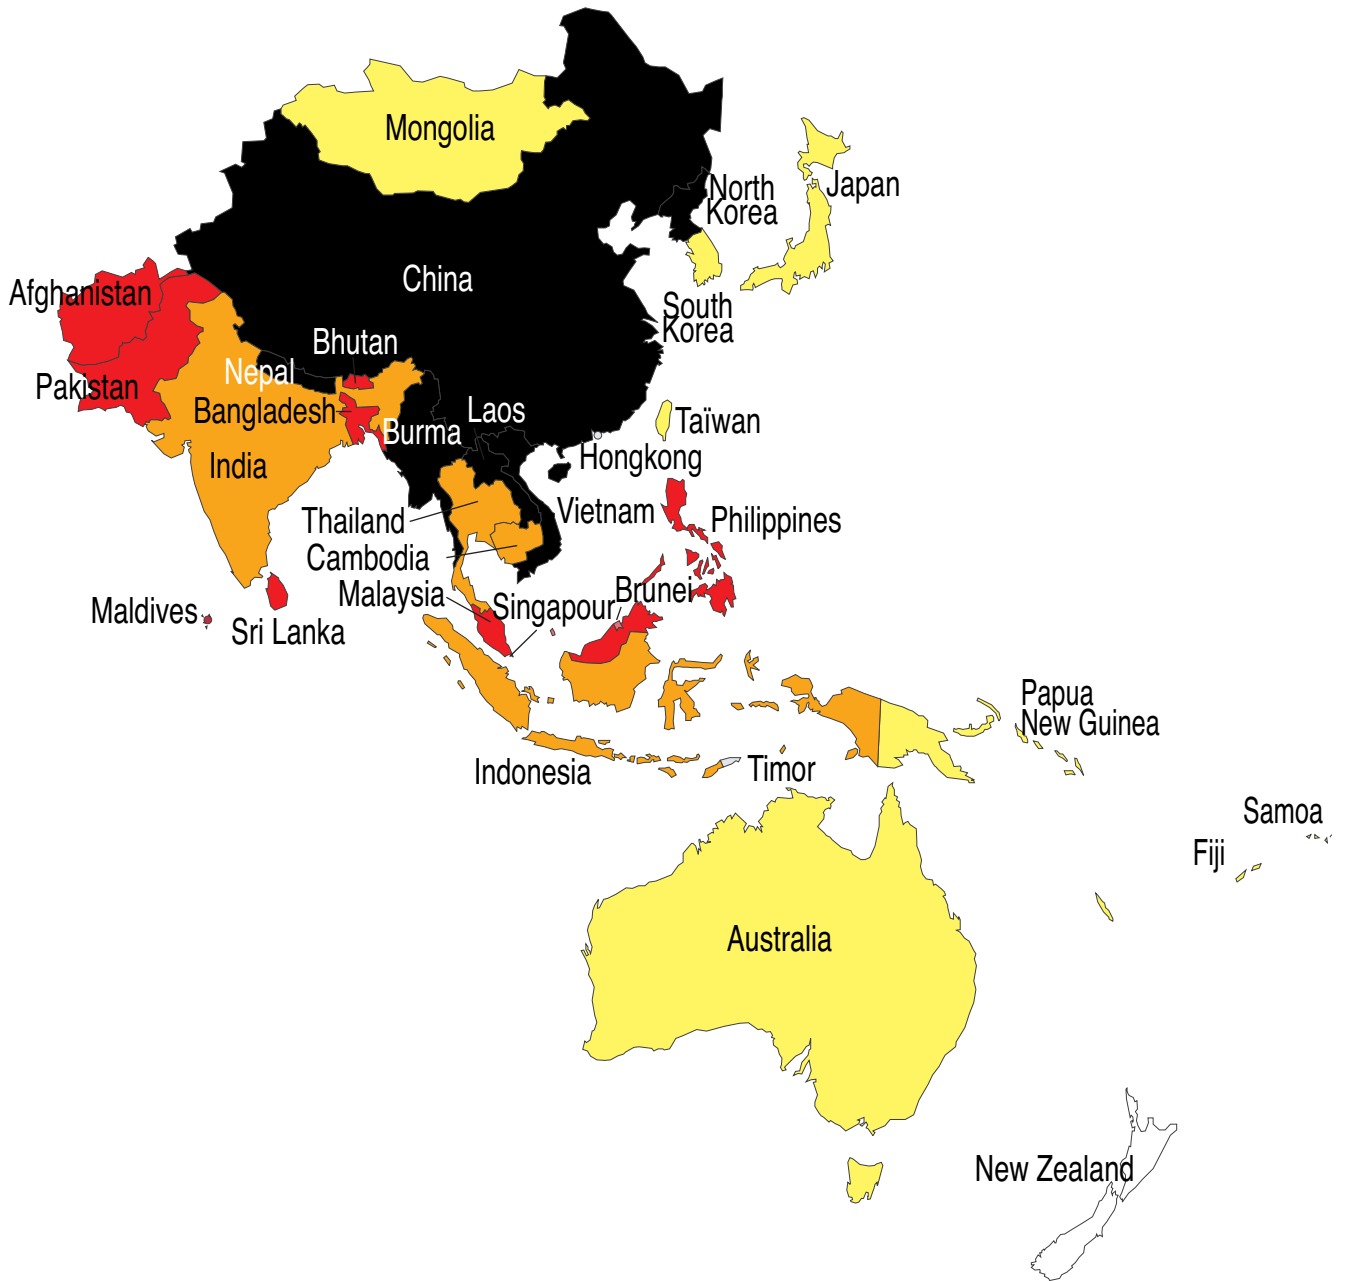 Mongolia
North
Korea
Japan
China
Afghanistan
South
Korea
Bhutan
Nepal
Pakistan
Bangladesh
Laos
Taïwan
Burma
India
Hongkong
Thailand
Vietnam
Philippines
Cambodia
Malaysia
Singapour
Brunei
Maldives
Sri Lanka
Papua
New Guinea
Indonesia
Timor
Samoa
Fiji
Australia
New Zealand